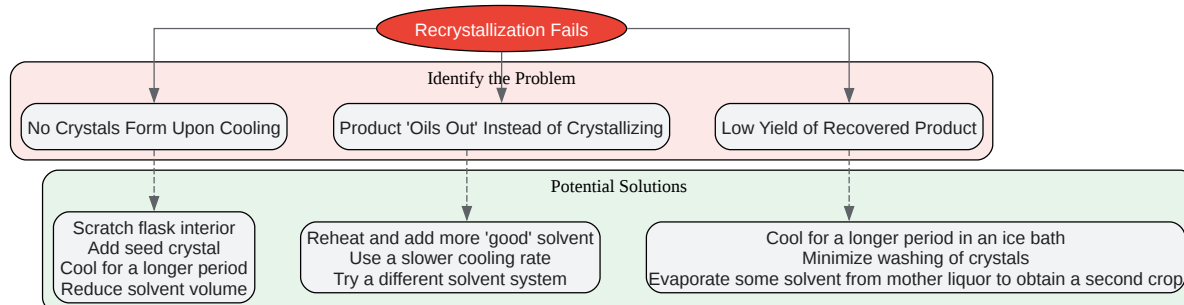 Recrystallization Fails
Identify the Problem
No Crystals Form Upon Cooling
Product 'Oils Out' Instead of Crystallizing
Low Yield of Recovered Product
Potential Solutions
Scratch flask interior
Add seed crystal
Cool for a longer period
Reduce solvent volume
Reheat and add more 'good' solvent
Use a slower cooling rate
Try a different solvent system
Cool for a longer period in an ice bath
Minimize washing of crystals
Evaporate some solvent from mother liquor to obtain a second crop